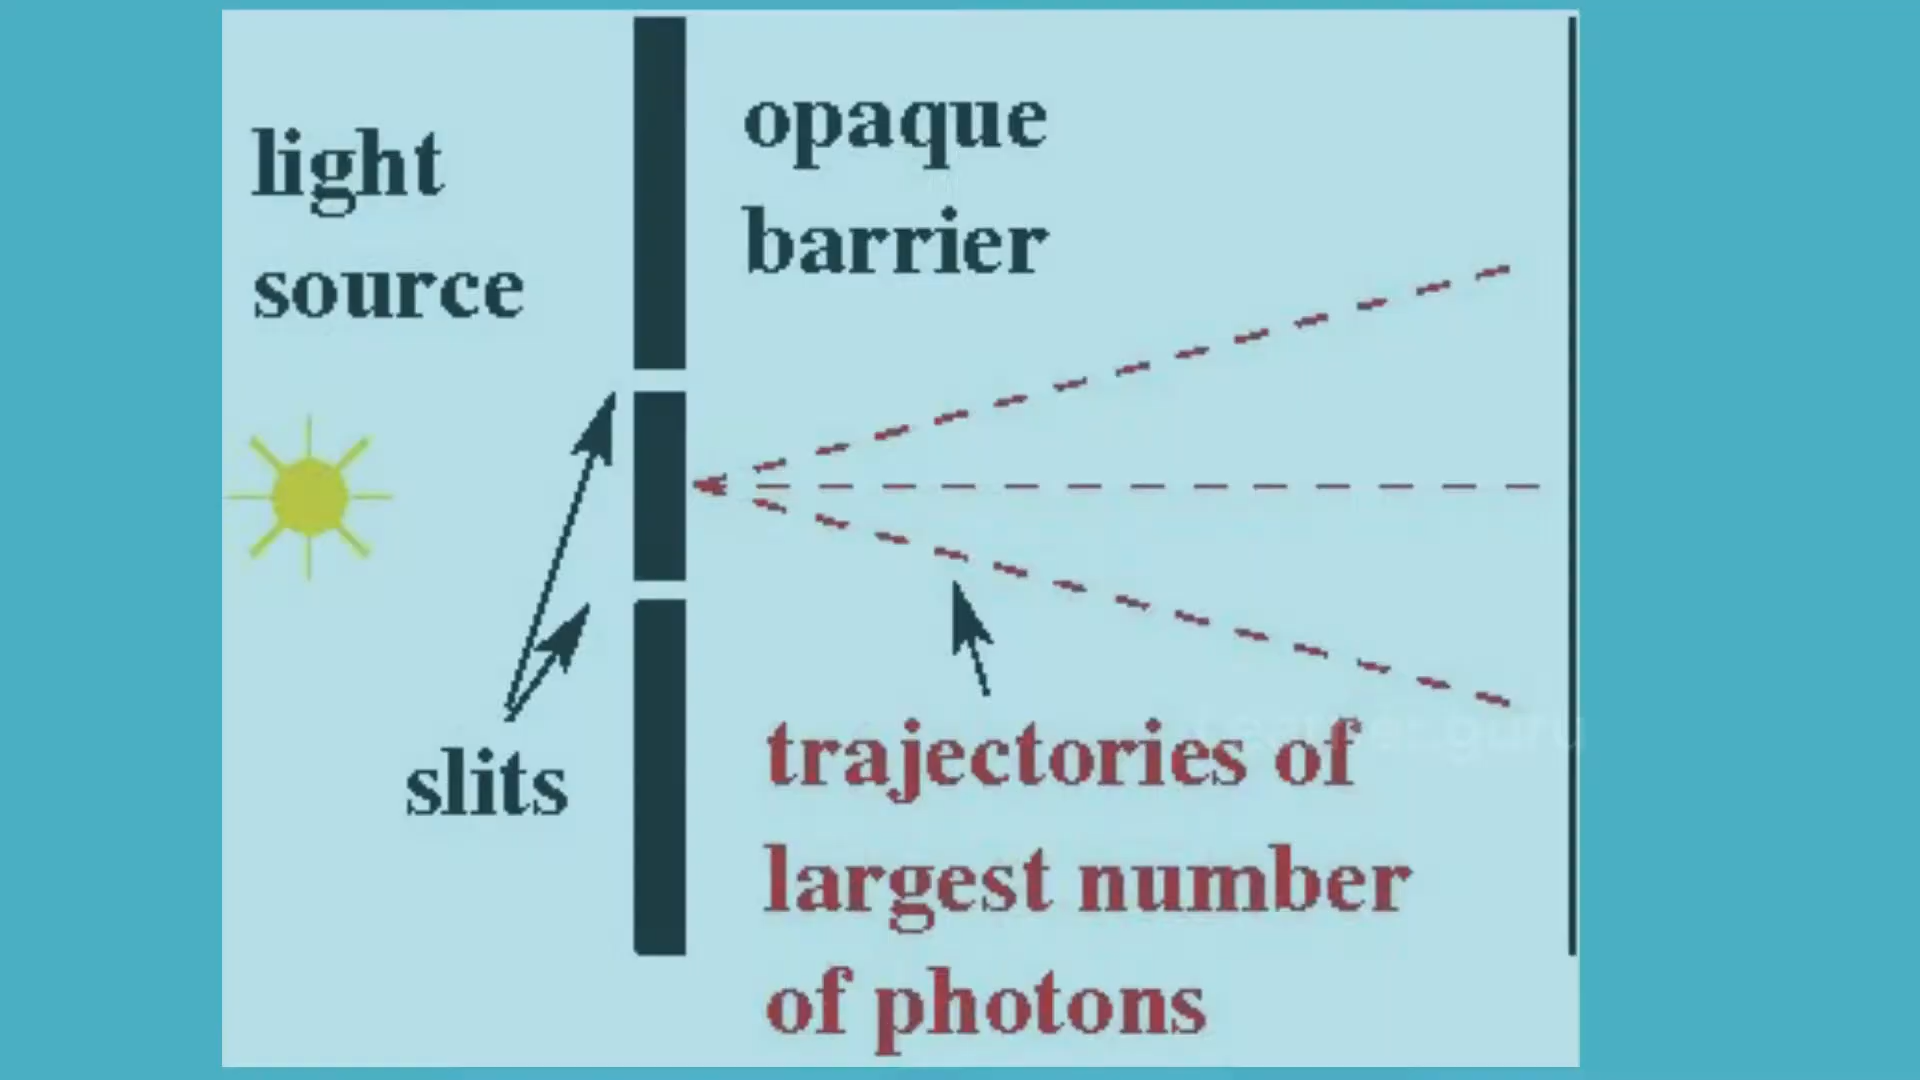 light
source
opaque
barrier
slits
trajectories of
largest number
of photons